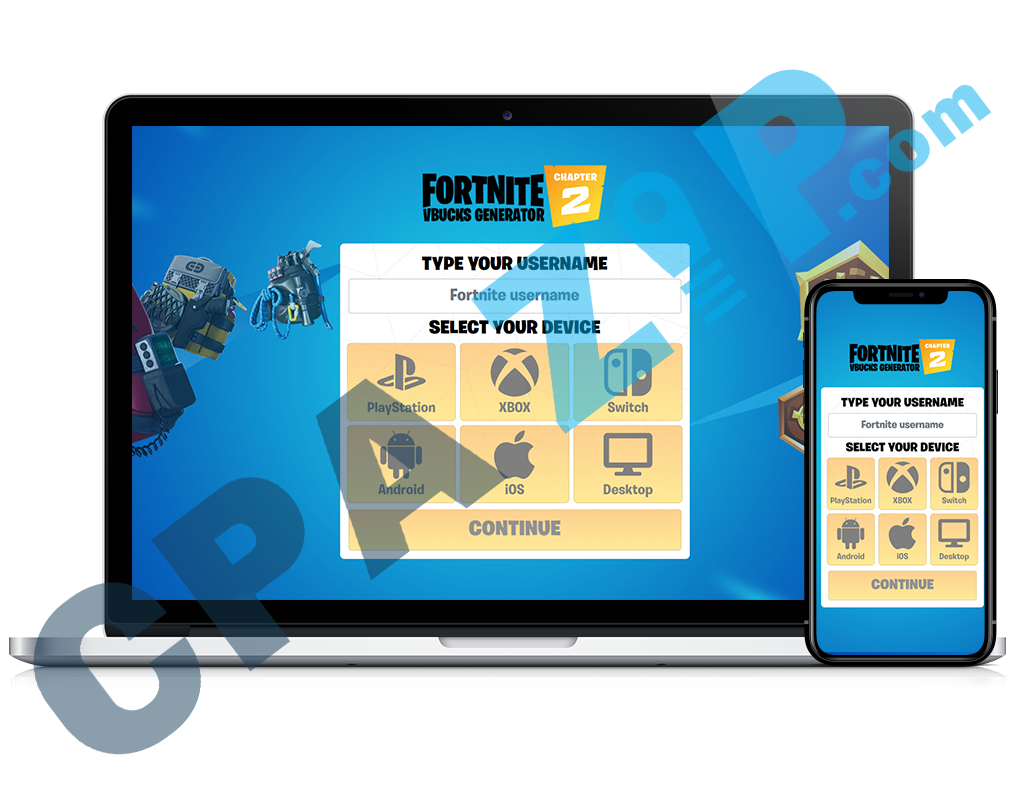 FORTNITE
VBUCKS GENERATOR
CHAPTER
2
TYPE YOUR USERNAME
Fortnite username
SELECT YOUR DEVICE
PlayStation
XBOX
Switch
Android
iOS
Desktop
CONTINUE
FORTNITE
VBUCKS GENERATOR
CHAPTER
2
TYPE YOUR USERNAME
Fortnite username
SELECT YOUR DEVICE
PlayStation
XBOX
Switch
Android
iOS
Desktop
CONTINUE
CPAZaP.com